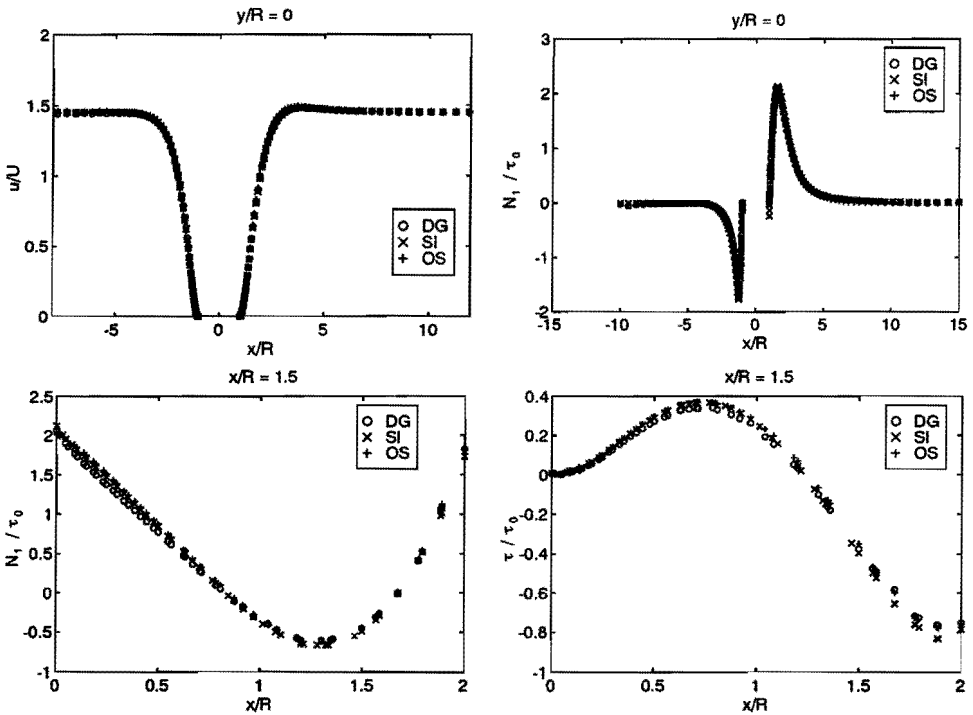 y/R = 0
2
1.5
1
0.5
0
u/U
-5
0
5
10
x/R
DG
SI
OS
y/R = 0
3
2
1
0
-1
-2
N1 / τ0
-15
-10
-5
0
5
10
15
x/R
DG
SI
OS
x/R = 1.5
2.5
2
1.5
1
0.5
0
-0.5
-1
N1 / τ0
0
0.5
1
1.5
2
x/R
DG
SI
OS
x/R = 1.5
0.4
0.2
0
-0.2
-0.4
-0.6
-0.8
-1
τ / τ0
0
0.5
1
1.5
2
x/R
DG
SI
OS